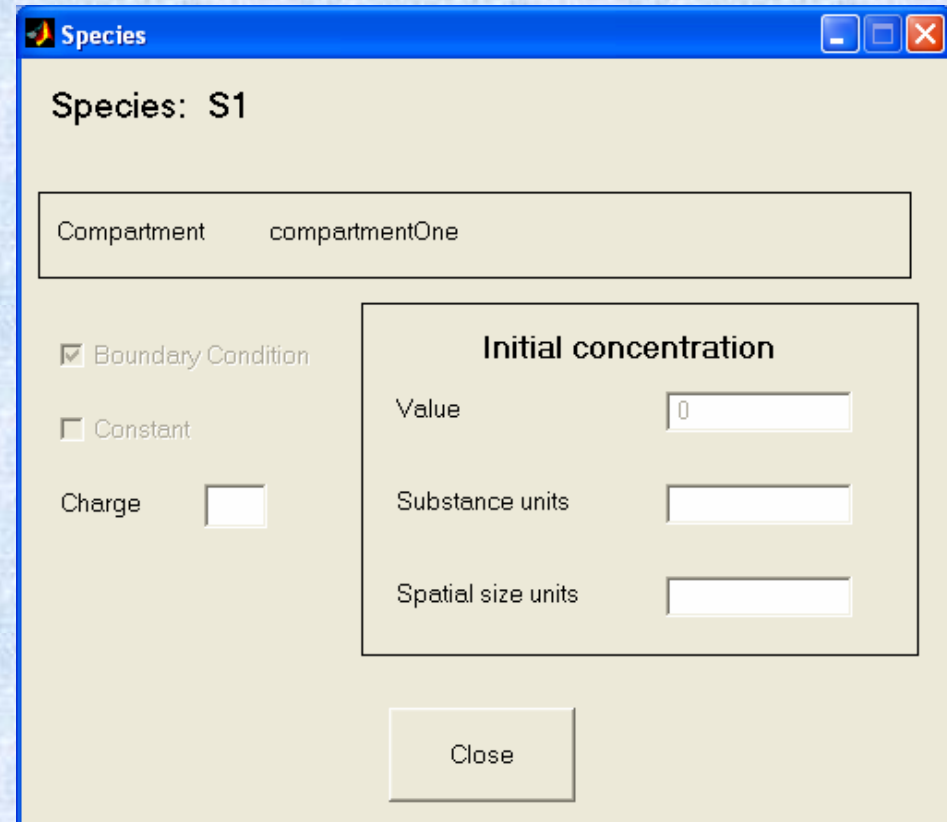 Species
Species: S1
Compartment compartmentOne
Boundary Condition
Constant
Charge
Initial concentration
Value 0
Substance units
Spatial size units
Close